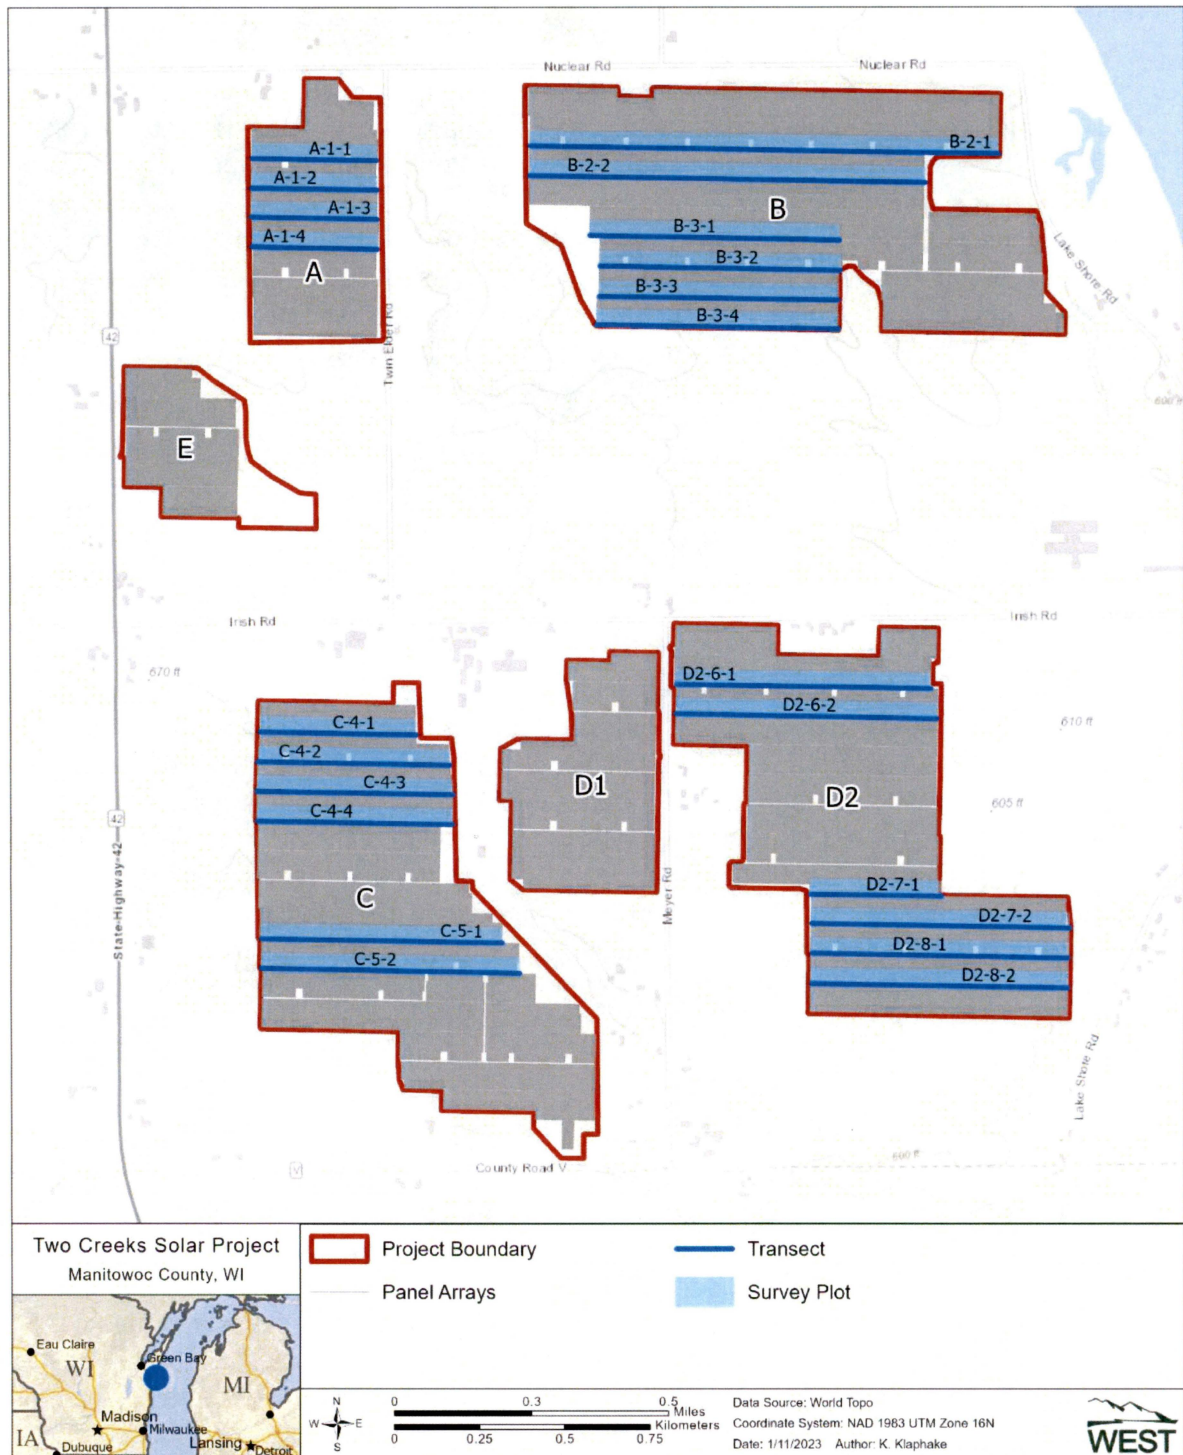 Nuclear Rd
Nuclear Rd
A-1-1
A-1-2
A-1-3
A-1-4
A
B-2-1
B-2-2
B
B-3-1
B-3-2
B-3-3
B-3-4
Lake Shore Rd
Twin Elder Rd
42
E
600 ft
Irish Rd
Irish Rd
670 ft
D2-6-1
D2-6-2
610 ft
C-4-1
C-4-2
C-4-3
C-4-4
D1
D2
605 ft
42
State Highway 42
C
Meyer Rd
D2-7-1
D2-7-2
D2-8-1
D2-8-2
C-5-1
C-5-2
Lake Shore Rd
V
County Road V
600 ft
Two Creeks Solar Project
Manitowoc County, WI
Project Boundary
Transect
Panel Arrays
Survey Plot
Eau Claire
WI
Green Bay
MI
Madison
Milwaukee
IA
Dubuque
Lansing
Detroit
N
W E
S
0 0.3 0.5
Miles
Kilometers
0 0.25 0.5 0.75
Data Source: World Topo
Coordinate System: NAD 1983 UTM Zone 16N
Date: 1/11/2023 Author: K. Klaphake
WEST